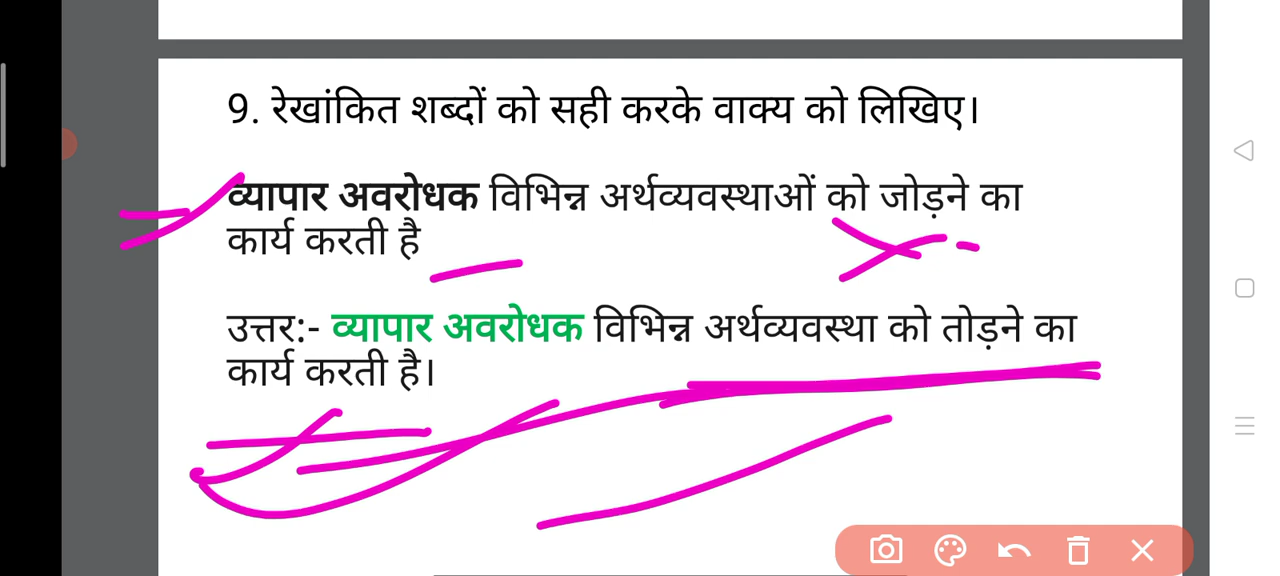 9. रेखांकित शब्दों को सही करके वाक्य को लिखिए।
व्यापार अवरोधक विभिन्न अर्थव्यवस्थाओं को जोड़ने का
कार्य करती है
उत्तर:- व्यापार अवरोधक विभिन्न अर्थव्यवस्था को तोड़ने का
कार्य करती है।